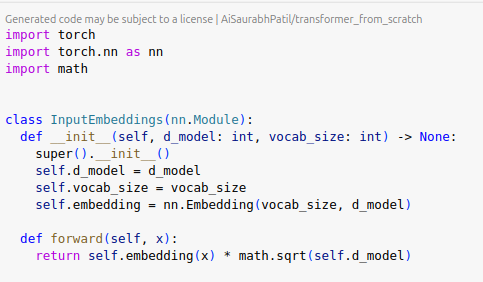 Generated code may be subject to a license | AiSaurabhPatil/transformer_from_scratch
import torch
import torch.nn as nn
import math
class InputEmbeddings(nn.Module):
  def __init__(self, d_model: int, vocab_size: int) -> None:
    super().__init__()
    self.d_model = d_model
    self.vocab_size = vocab_size
    self.embedding = nn.Embedding(vocab_size, d_model)
  def forward(self, x):
    return self.embedding(x) * math.sqrt(self.d_model)